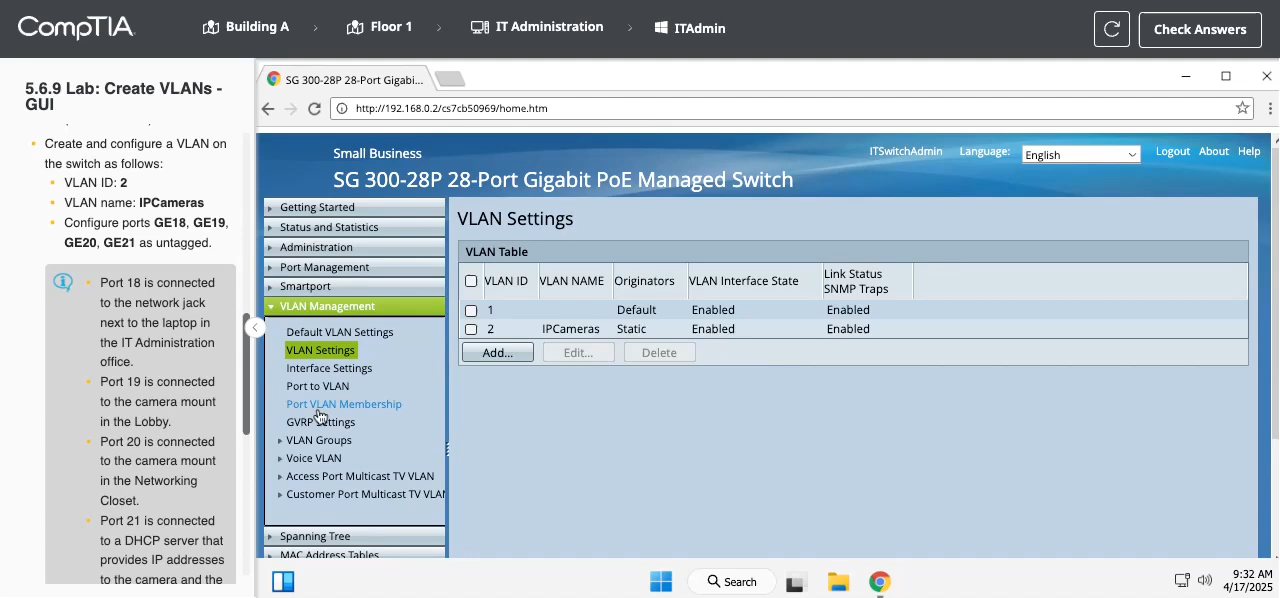 CompTIA.
Building A
Floor 1
IT Administration
ITAdmin
Check Answers
5.6.9 Lab: Create VLANs -
GUI
Create and configure a VLAN on
the switch as follows:
VLAN ID: 2
VLAN name: IPCameras
Configure ports GE18, GE19,
GE20, GE21 as untagged.
Port 18 is connected
to the network jack
next to the laptop in
the IT Administration
office.
Port 19 is connected
to the camera mount
in the Lobby.
Port 20 is connected
to the camera mount
in the Networking
Closet.
Port 21 is connected
to a DHCP server that
provides IP addresses
to the camera and the
SG 300-28P 28-Port Gigabi...
http://192.168.0.2/cs7cb50969/home.htm
Small Business
SG 300-28P 28-Port Gigabit PoE Managed Switch
ITSwitchAdmin
Language:
English
Logout
About
Help
Getting Started
Status and Statistics
Administration
Port Management
Smartport
VLAN Management
Default VLAN Settings
VLAN Settings
Interface Settings
Port to VLAN
Port VLAN Membership
GVRP Settings
VLAN Groups
Voice VLAN
Access Port Multicast TV VLAN
Customer Port Multicast TV VLAN
Spanning Tree
MAC Address Tables
VLAN Settings
VLAN Table
VLAN ID VLAN NAME Originators VLAN Interface State Link Status SNMP Traps
1 Default Enabled Enabled
2 IPCameras Static Enabled Enabled
Add... Edit... Delete
Search
9:32 AM
4/17/2025